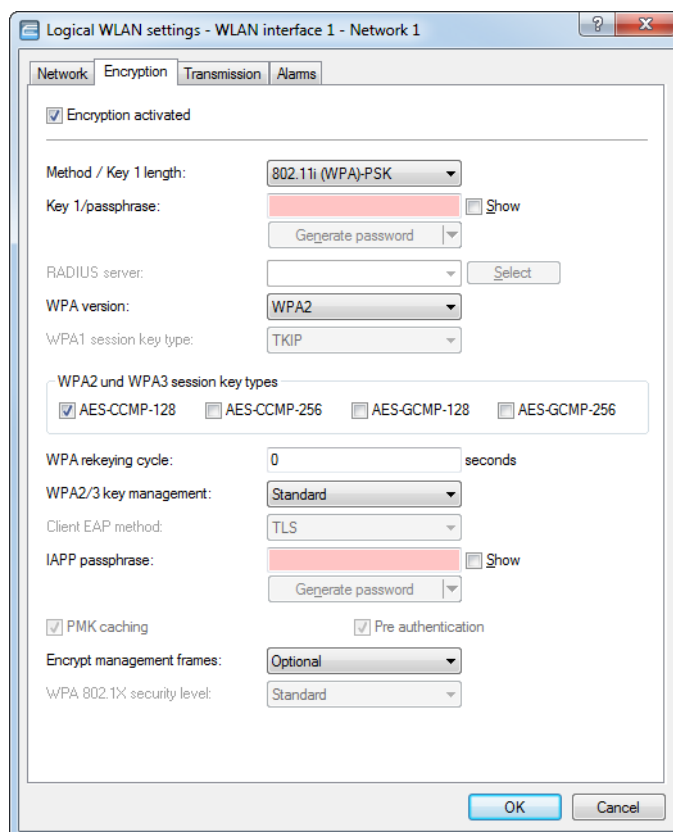 Logical WLAN settings - WLAN interface 1 - Network 1
Network Encryption Transmission Alarms
Encryption activated
Method / Key 1 length: 802.11i (WPA)-PSK
Key 1/passphrase: Show
Generate password
RADIUS server: Select
WPA version: WPA2
WPA1 session key type: TKIP
WPA2 und WPA3 session key types
AES-CCMP-128 AES-CCMP-256 AES-GCMP-128 AES-GCMP-256
WPA rekeying cycle: 0 seconds
WPA2/3 key management: Standard
Client EAP method: TLS
IAPP passphrase: Show
Generate password
PMK caching Pre authentication
Encrypt management frames: Optional
WPA 802.1X security level: Standard
OK Cancel